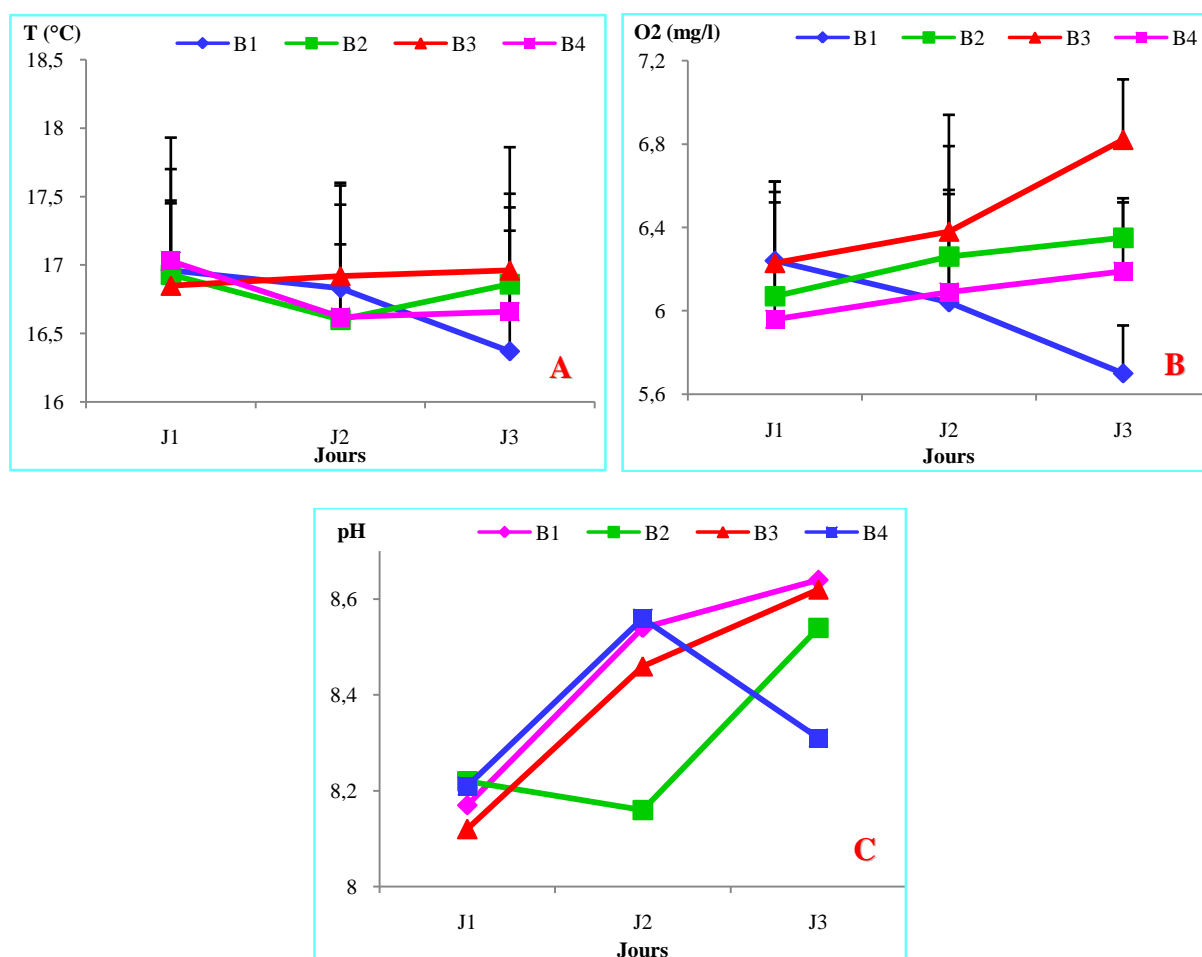 T (°C)
B1 B2 B3 B4
18,5
18
17,5
17
16,5
16
J1 J2 J3
Jours
A
O2 (mg/l)
B1 B2 B3 B4
7,2
6,8
6,4
6
5,6
J1 J2 J3
Jours
B
pH
B1 B2 B3 B4
8,6
8,4
8,2
8
J1 J2 J3
Jours
C